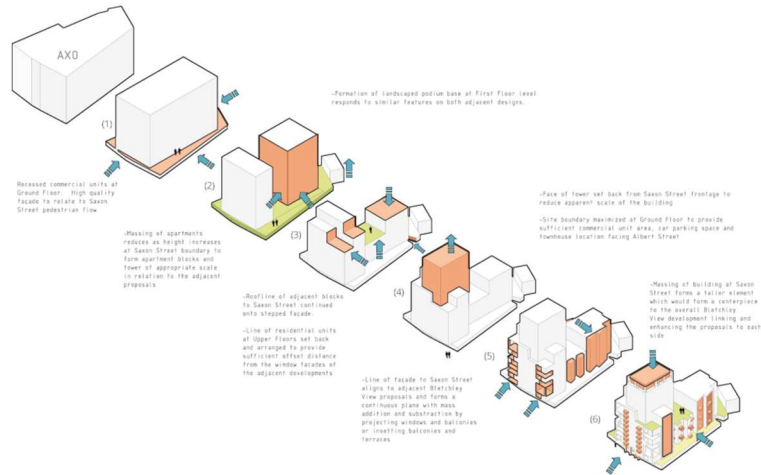 AXO
-Formation of landscaped podium base at First Floor level
responds to similar features on both adjacent designs.
(1)
Recessed commercial units at
Ground Floor. High quality
façade to relate to Saxon
Street pedestrian flow
(2)
-Massing of apartments
reduces as height increases
at Saxon Street boundary to
form apartment blocks and
tower of appropriate scale
in relation to the adjacent
proposals
-Face of tower set back from Saxon Street frontage to
reduce apparent scale of the building
-Site boundary maximized at Ground Floor to provide
sufficient commercial unit area, car parking space and
townhouse location facing Albert Street
(3)
-Roofline of adjacent blocks
to Saxon Street continued
onto stepped facade.
-Line of residential units
at Upper Floors set back
and arranged to provide
sufficient offset distance
from the window facades of
the adjacent developments
(4)
-Massing of building at Saxon
Street forms a taller element
which would form a centerpiece
to the overall Bletchley
View development linking and
enhancing the proposals to each
side
(5)
-Line of façade to Saxon Street
aligns to adjacent Bletchley
View proposals and forms a
continuous plane with mass
addition and substraction by
projecting windows and balconies
or insetting balconies and
terraces
(6)